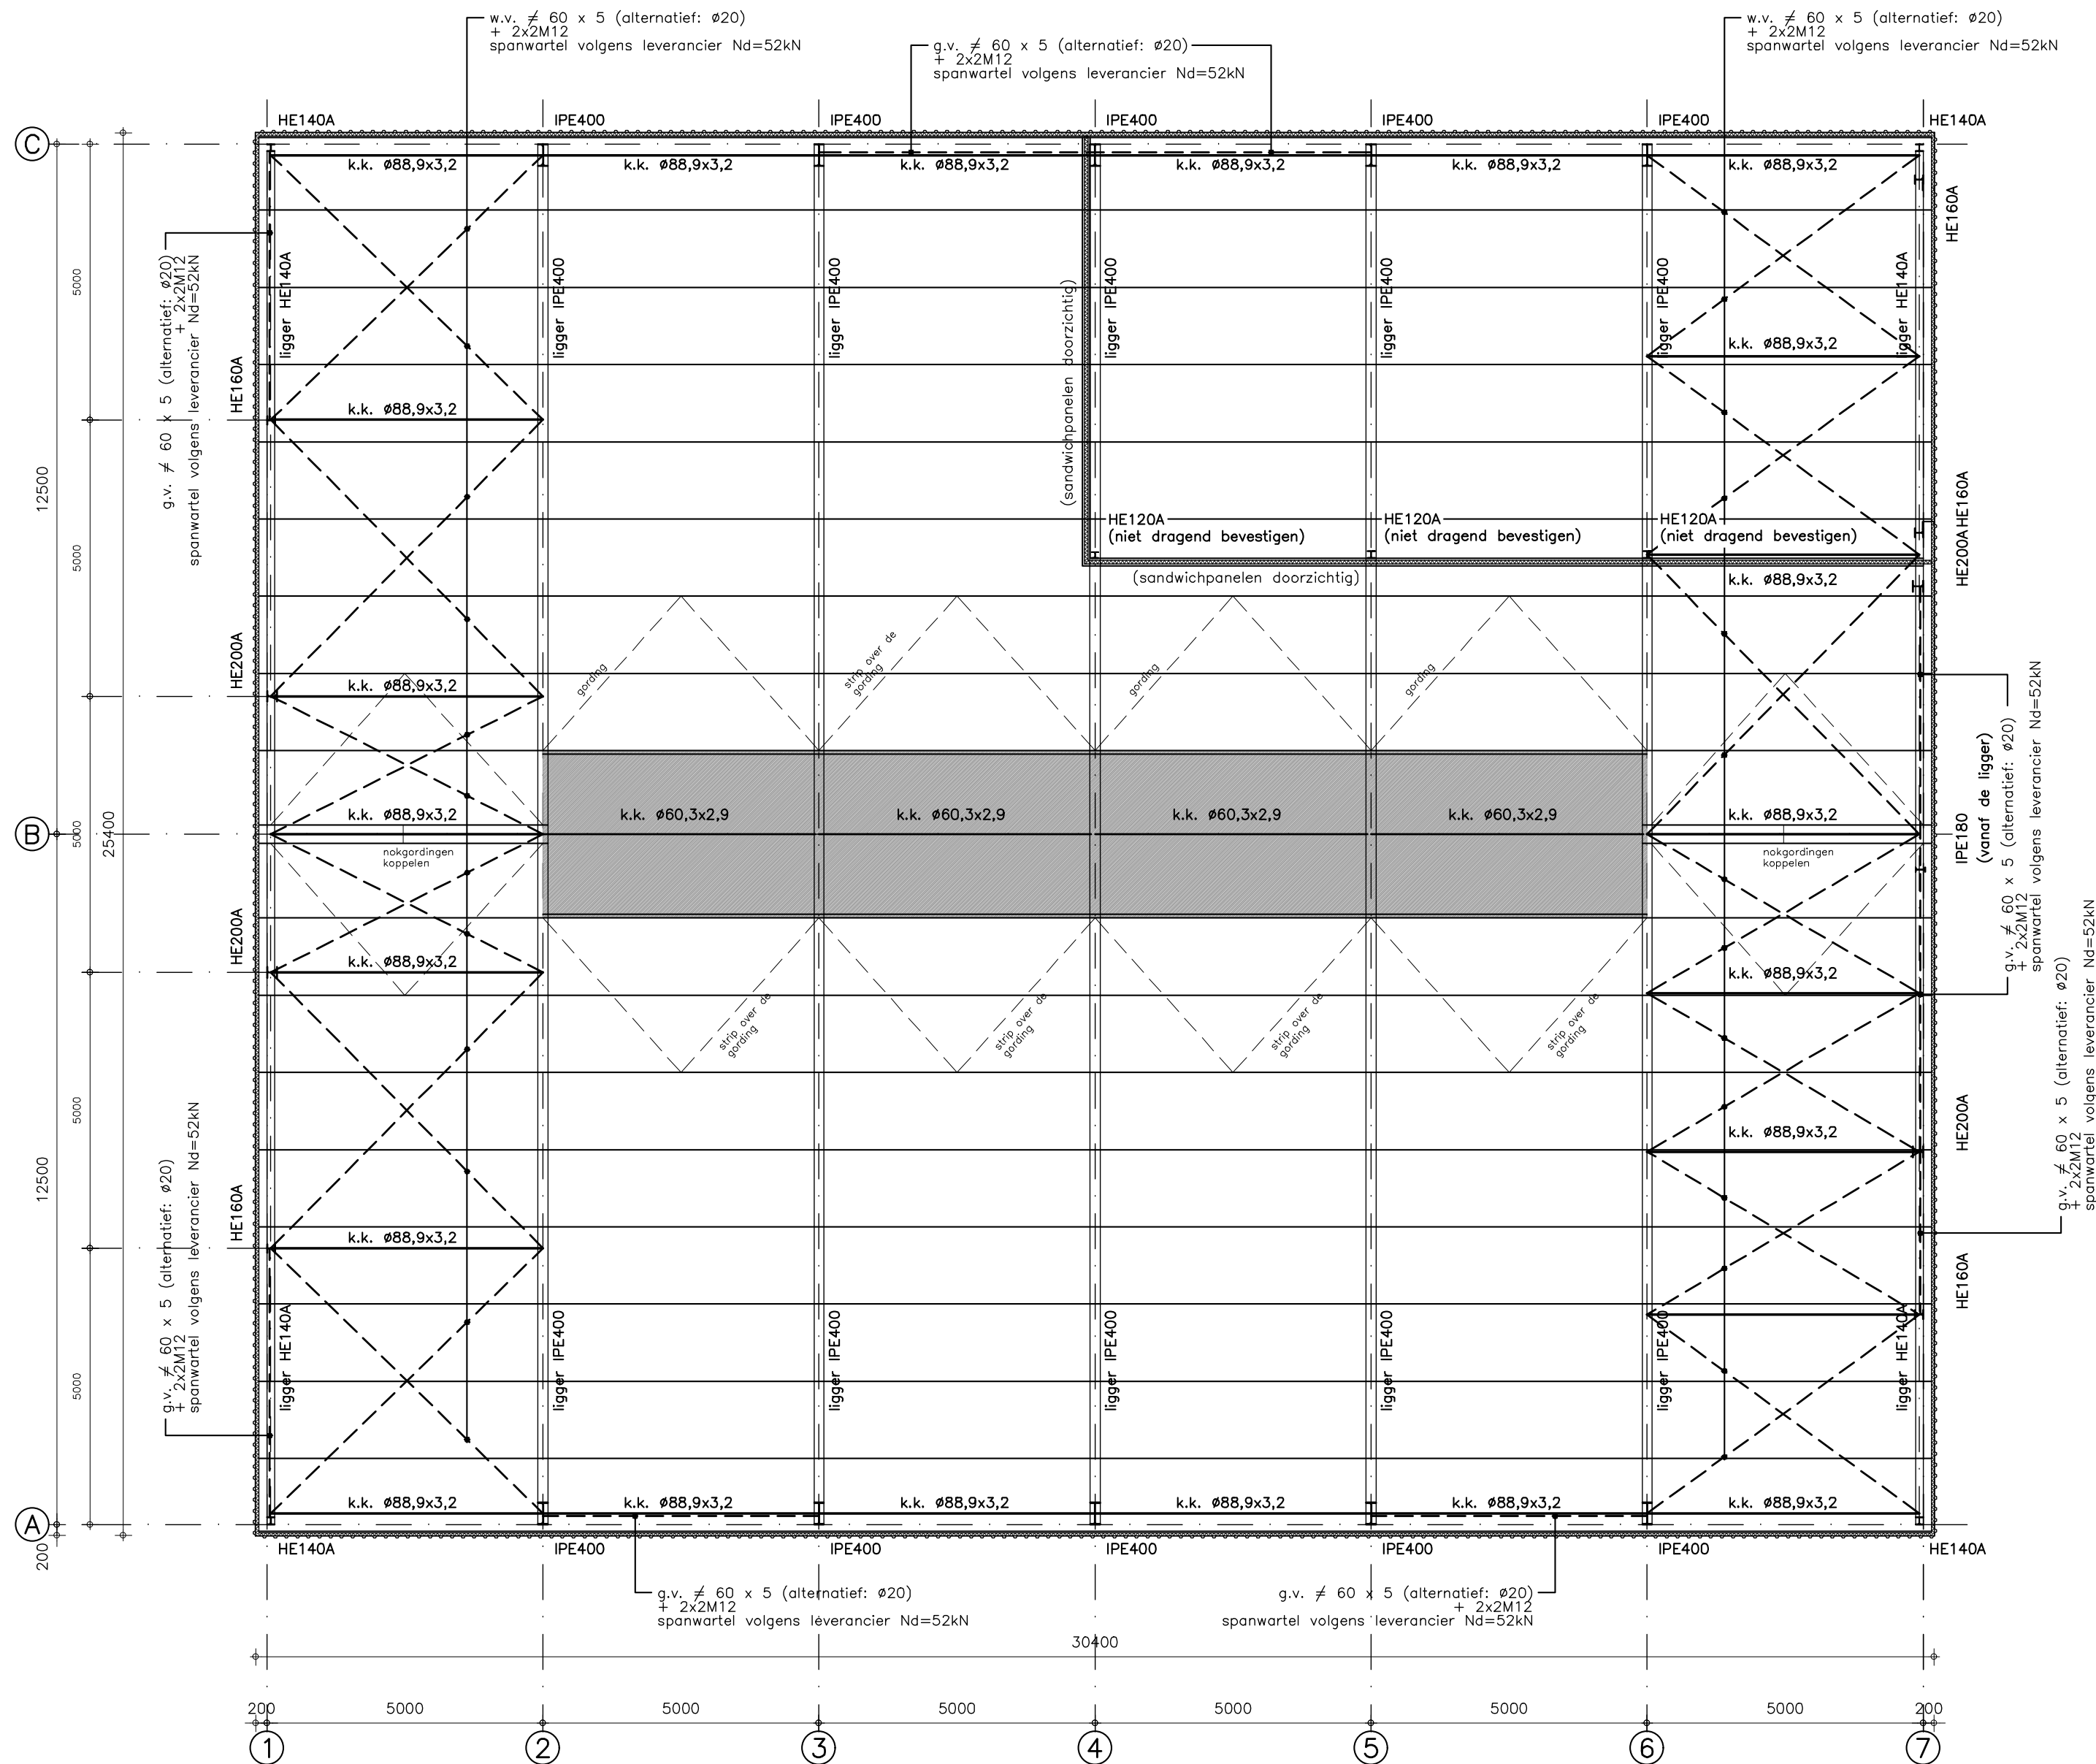 w.v. ≠ 60 x 5 (alternatief: ø20)
+ 2x2M12
spanwartel volgens leverancier Nd=52kN
g.v. ≠ 60 x 5 (alternatief: ø20)
+ 2x2M12
spanwartel volgens leverancier Nd=52kN
w.v. ≠ 60 x 5 (alternatief: ø20)
+ 2x2M12
spanwartel volgens leverancier Nd=52kN
HE140A
IPE400
IPE400
IPE400
IPE400
IPE400
HE140A
C
k.k. ø88,9x3,2
k.k. ø88,9x3,2
k.k. ø88,9x3,2
k.k. ø88,9x3,2
k.k. ø88,9x3,2
k.k. ø88,9x3,2
HE160A
5000
g.v. ≠ 60 x 5 (alternatief: ø20)
+ 2x2M12
spanwartel volgens leverancier Nd=52kN
ligger HE140A
ligger IPE400
ligger IPE400
(sandwichpanelen doorzichtig)
ligger IPE400
ligger IPE400
ligger IPE400
ligger HE140A
k.k. ø88,9x3,2
HE160A
k.k. ø88,9x3,2
12500
5000
HE120A
(niet dragend bevestigen)
HE120A
(niet dragend bevestigen)
HE120A
(niet dragend bevestigen)
HE160A
HE200A
(sandwichpanelen doorzichtig)
k.k. ø88,9x3,2
HE200A
k.k. ø88,9x3,2
gording
strip over de
gording
gording
gording
B
5000
25400
k.k. ø88,9x3,2
k.k. ø60,3x2,9
k.k. ø60,3x2,9
k.k. ø60,3x2,9
k.k. ø60,3x2,9
k.k. ø88,9x3,2
nokgordingen
koppelen
nokgordingen
koppelen
IPE180
(vanaf de ligger)
g.v. ≠ 60 x 5 (alternatief: ø20)
+ 2x2M12
spanwartel volgens leverancier Nd=52kN
HE200A
k.k. ø88,9x3,2
k.k. ø88,9x3,2
strip over de
gording
strip over de
gording
strip over de
gording
strip over de
gording
g.v. ≠ 60 x 5 (alternatief: ø20)
+ 2x2M12
spanwartel volgens leverancier Nd=52kN
5000
k.k. ø88,9x3,2
HE200A
12500
HE160A
k.k. ø88,9x3,2
HE160A
g.v. ≠ 60 x 5 (alternatief: ø20)
+ 2x2M12
spanwartel volgens leverancier Nd=52kN
5000
ligger HE140A
ligger IPE400
ligger IPE400
ligger IPE400
ligger IPE400
ligger IPE400
ligger HE140A
k.k. ø88,9x3,2
k.k. ø88,9x3,2
k.k. ø88,9x3,2
k.k. ø88,9x3,2
k.k. ø88,9x3,2
k.k. ø88,9x3,2
A
200
HE140A
IPE400
IPE400
IPE400
IPE400
IPE400
HE140A
g.v. ≠ 60 x 5 (alternatief: ø20)
+ 2x2M12
spanwartel volgens leverancier Nd=52kN
g.v. ≠ 60 x 5 (alternatief: ø20)
+ 2x2M12
spanwartel volgens leverancier Nd=52kN
30400
200
5000
5000
5000
5000
5000
5000
200
1
2
3
4
5
6
7